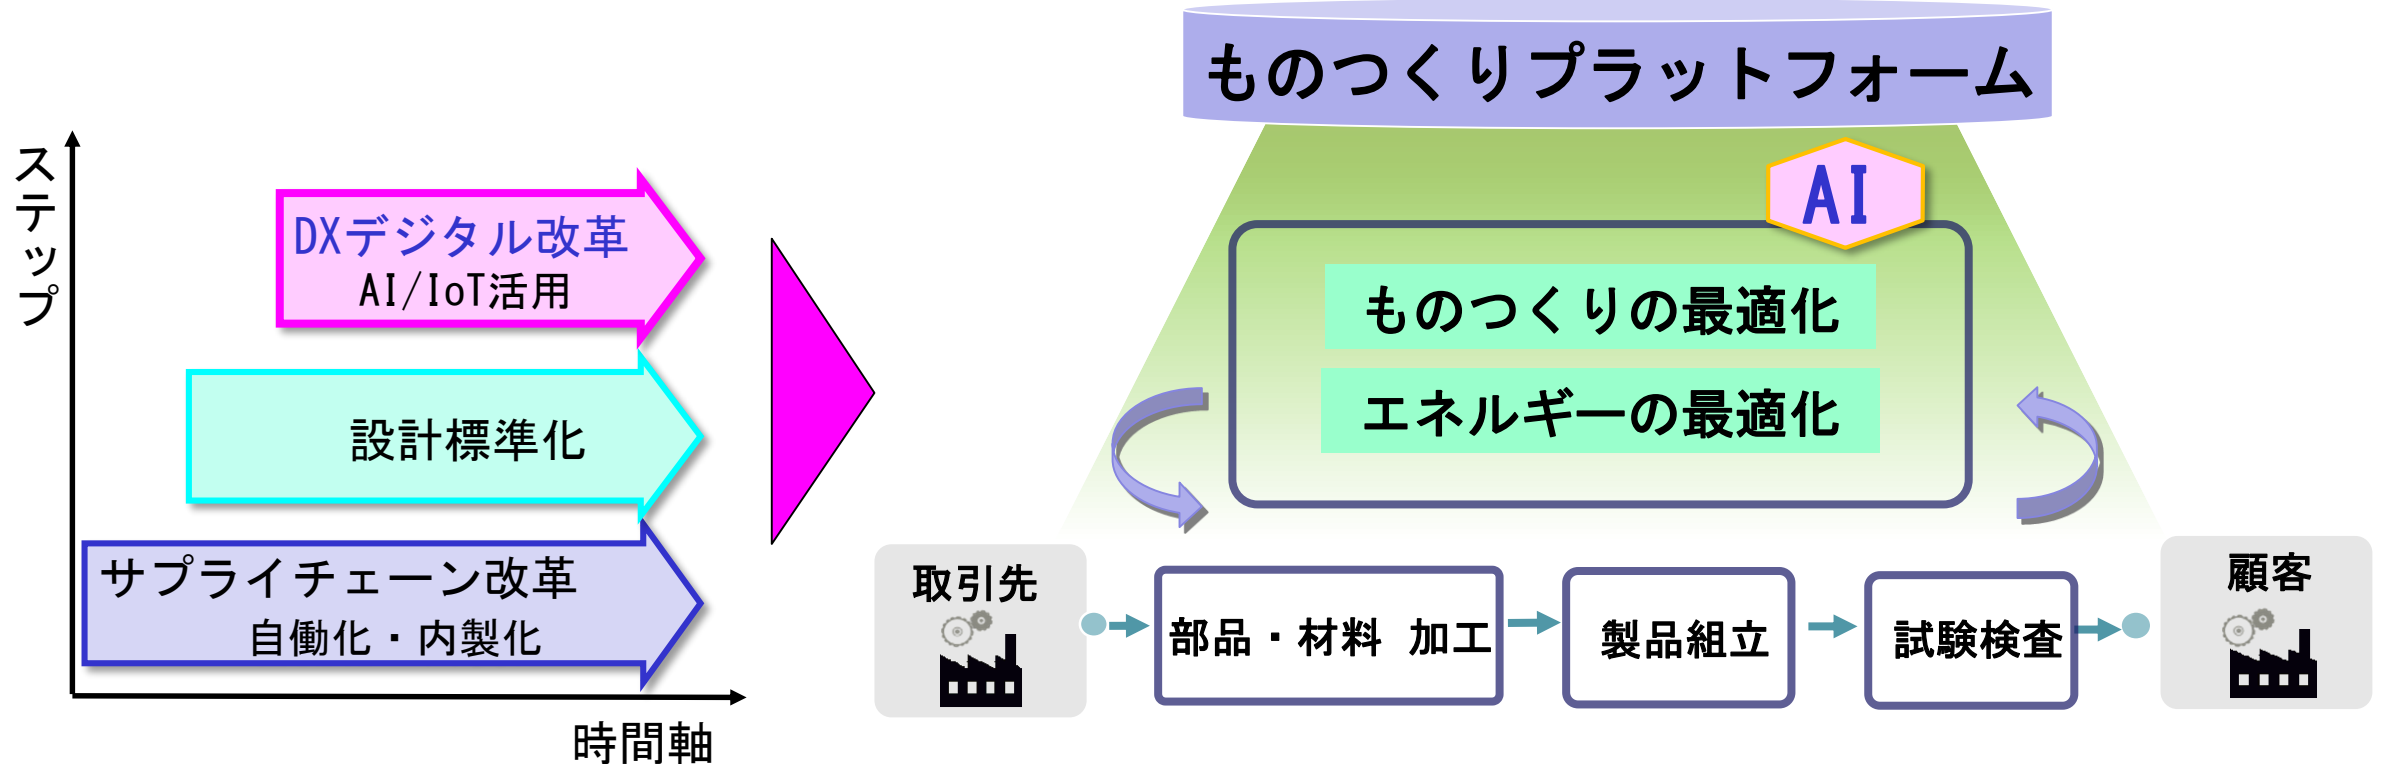 ステップ
DXデジタル改革
AI/IoT活用
設計標準化
サプライチェーン改革
自働化・内製化
時間軸
ものつくりプラットフォーム
AI
ものつくりの最適化
エネルギーの最適化
取引先
部品・材料 加工
製品組立
試験検査
顧客